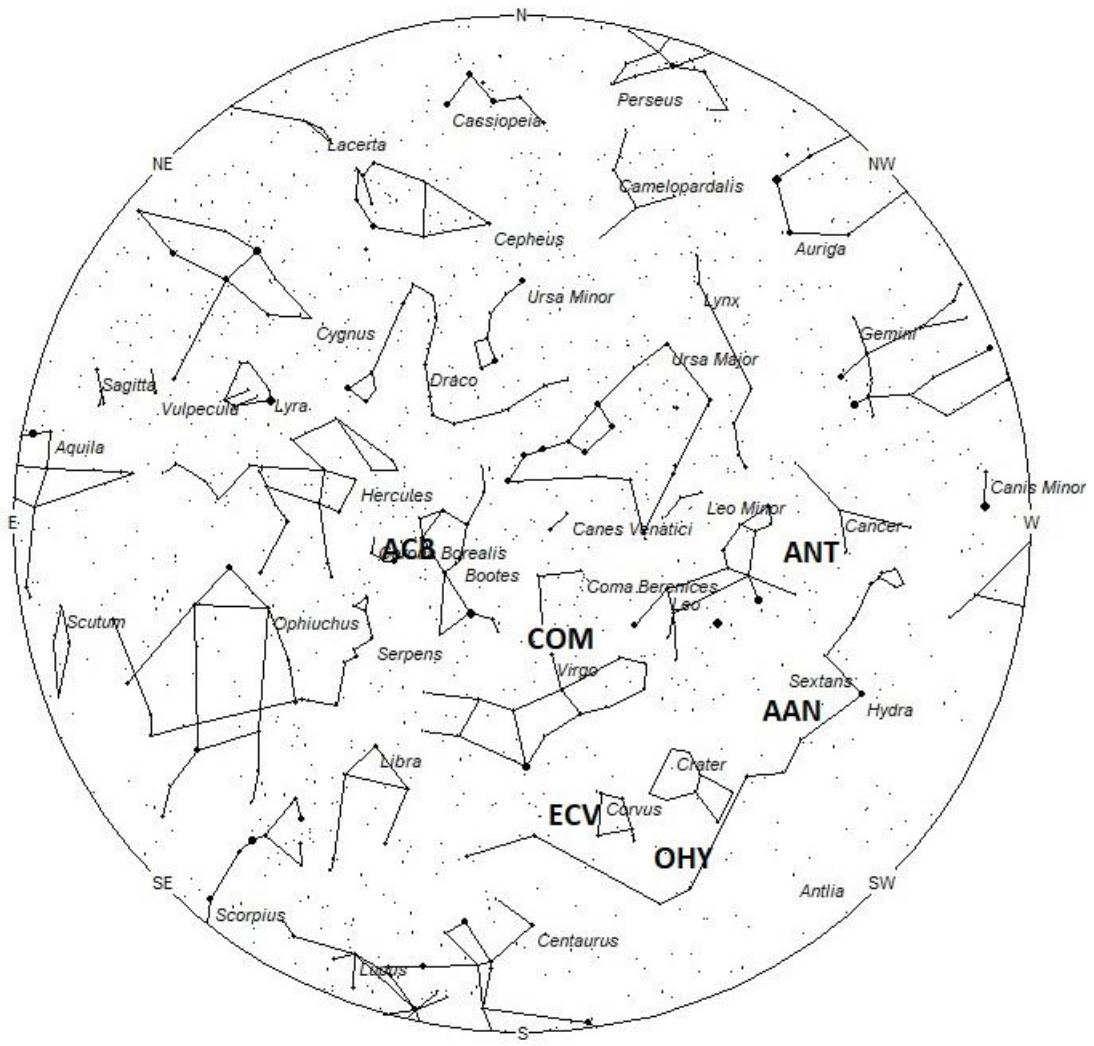 N
Perseus
Cassiopeia
Lacerta
NE
NW
Camelopardalis
Cepheus
Auriga
Ursa Minor
Lynx
Cygnus
Gemini
Ursa Major
Draco
Sagitta
Vulpecula
Lyra
Aquila
Canis Minor
Hercules
Leo Minor
E
W
Canes Venatici
Cancer
ACB
Corona Borealis
ANT
Bootes
Coma Berenices
Leo
Scutum
Ophiuchus
COM
Serpens
Virgo
Sextans
AAN
Hydra
Libra
Crater
ECV
Corvus
OHY
SE
SW
Antlia
Scorpius
Centaurus
Lupus
S